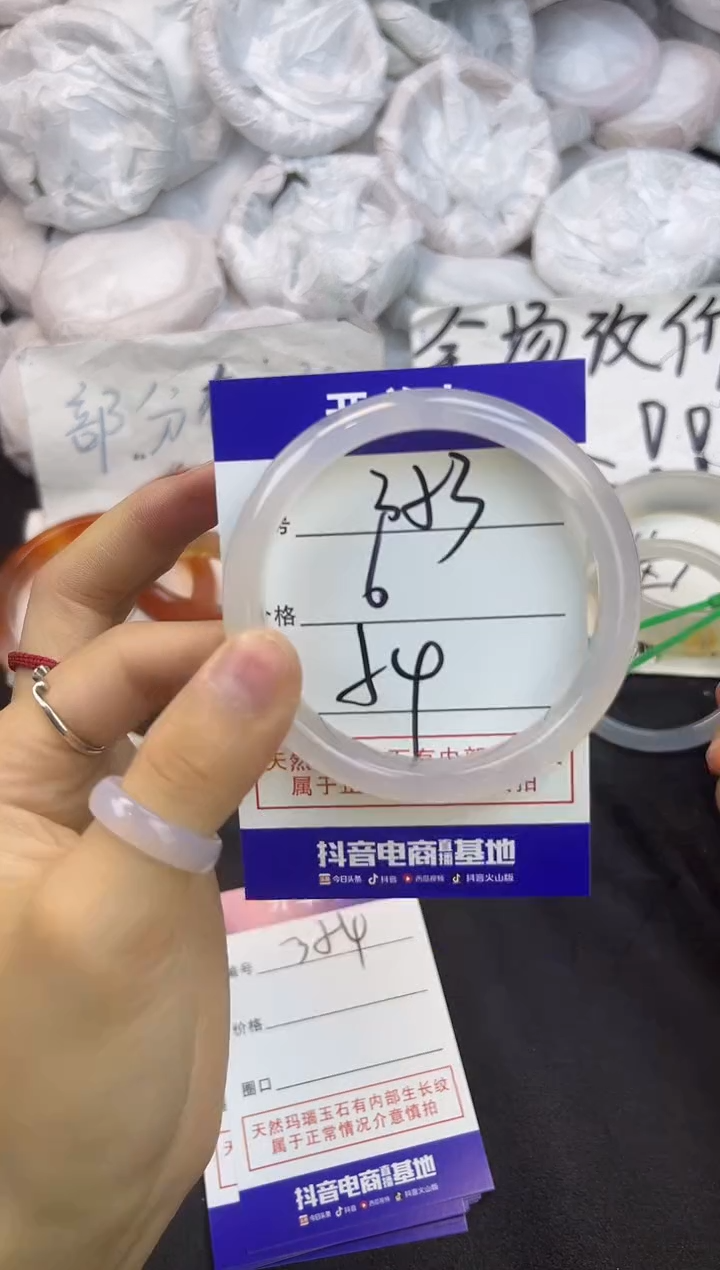 全场改价
部分
!!
号 383
价格 6
天然
属于正
抖音电商直播基地
今日头条 抖音 西瓜视频 抖音火山版
编号 384
价格
圈口
天然玛瑙玉石有内部生长纹
属于正常情况介意慎拍
抖音电商直播基地
今日头条 抖音 西瓜视频 抖音火山版